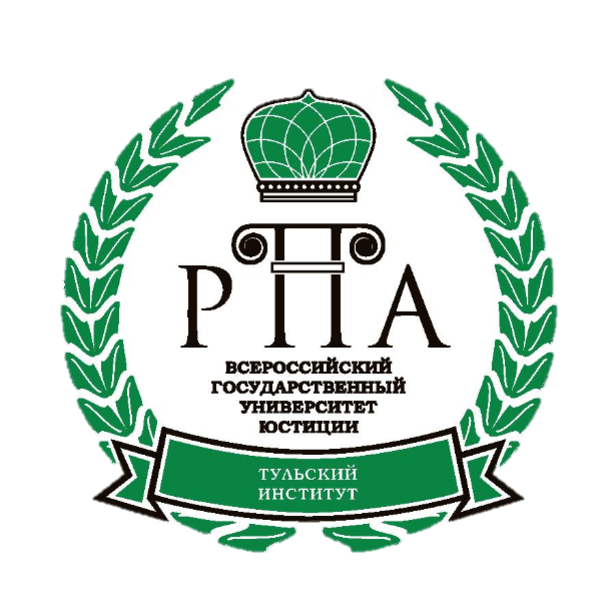 РПА
ВСЕРОССИЙСКИЙ
ГОСУДАРСТВЕННЫЙ
УНИВЕРСИТЕТ
ЮСТИЦИИ
ТУЛЬСКИЙ
ИНСТИТУТ